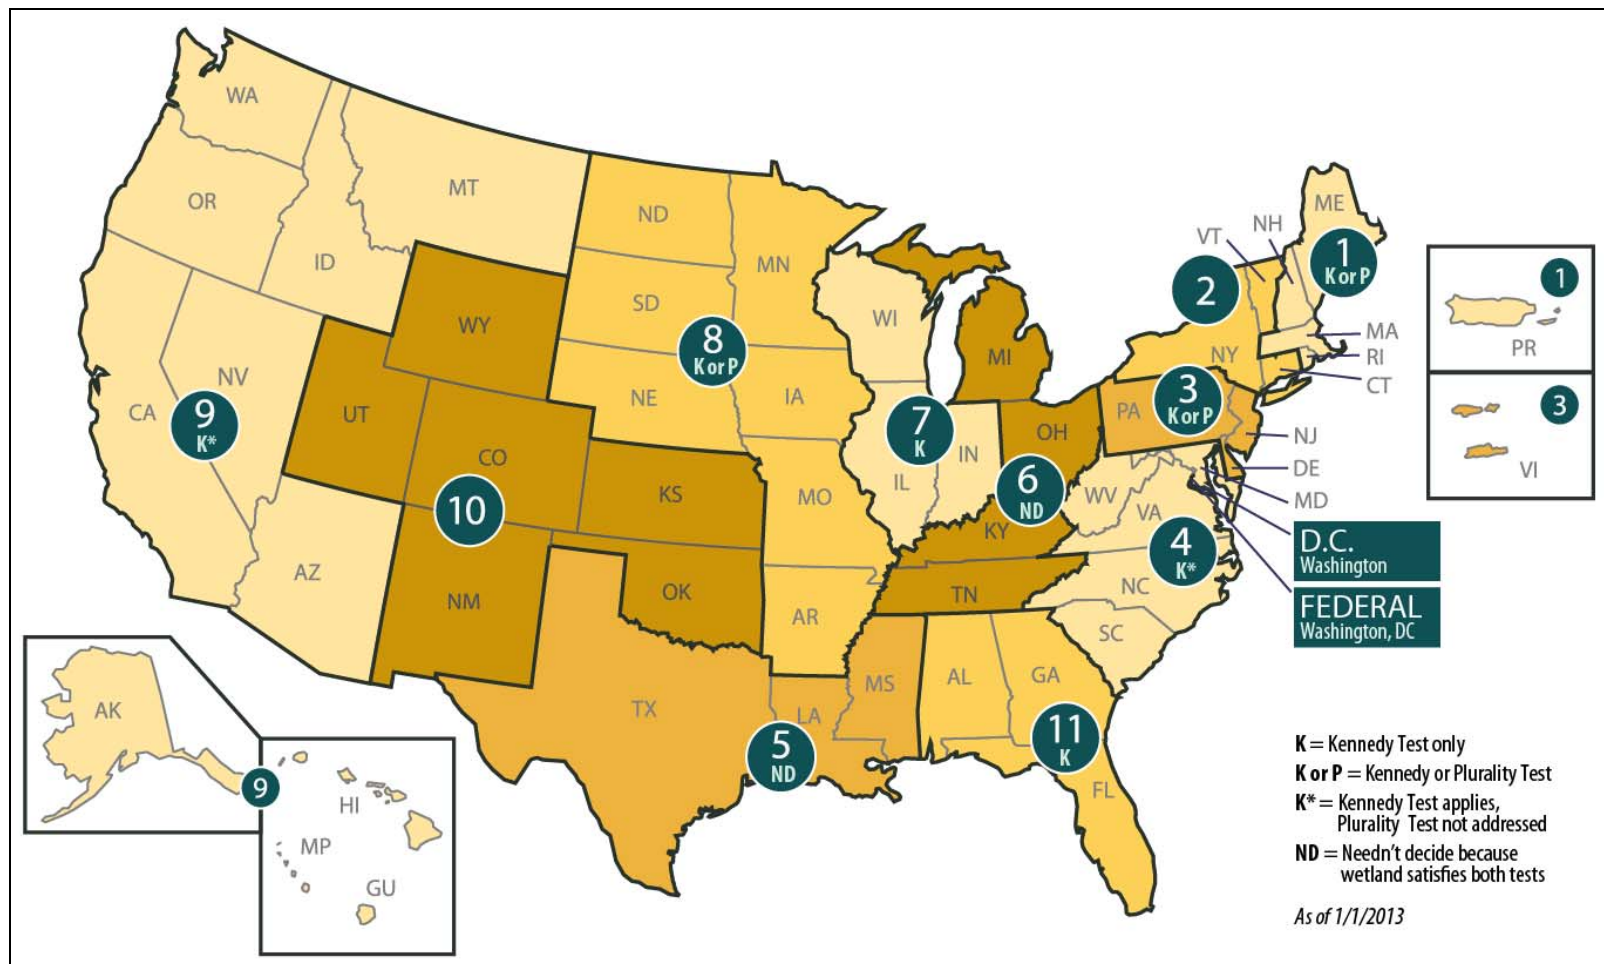 WA
OR
MT
ID
ND
MN
SD
WY
NE
IA
WI
MI
8
K or P
NV
CA
9
K*
UT
CO
10
KS
MO
7
K
IL
IN
OH
6
ND
KY
WV
VA
4
K*
AZ
NM
OK
AR
TN
NC
SC
TX
LA
MS
AL
GA
5
ND
11
K
FL
ME
NH
VT
1
K or P
2
NY
MA
RI
CT
PA
3
K or P
NJ
DE
MD
D.C.
Washington
FEDERAL
Washington, DC
1
PR
3
VI
AK
9
HI
MP
GU
K = Kennedy Test only
K or P = Kennedy or Plurality Test
K* = Kennedy Test applies,
Plurality Test not addressed
ND = Needn't decide because
wetland satisfies both tests
As of 1/1/2013